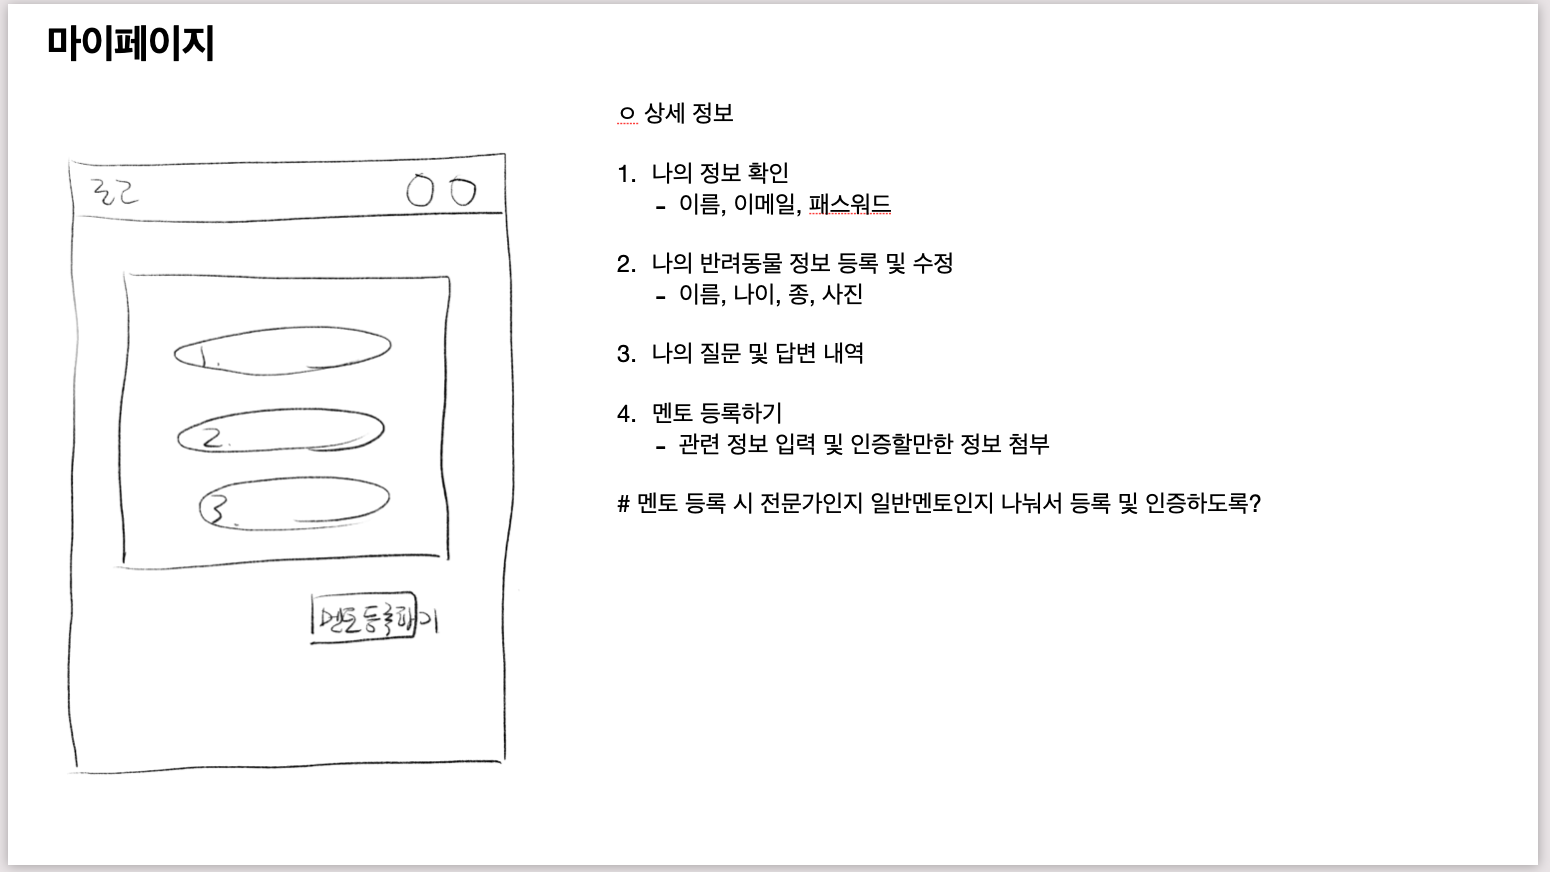 마이페이지
로고
1.
2.
3.
멘토등록하기
ㅇ 상세 정보
1. 나의 정보 확인
- 이름, 이메일, 패스워드
2. 나의 반려동물 정보 등록 및 수정
- 이름, 나이, 종, 사진
3. 나의 질문 및 답변 내역
4. 멘토 등록하기
- 관련 정보 입력 및 인증할만한 정보 첨부
# 멘토 등록 시 전문가인지 일반멘토인지 나눠서 등록 및 인증하도록?